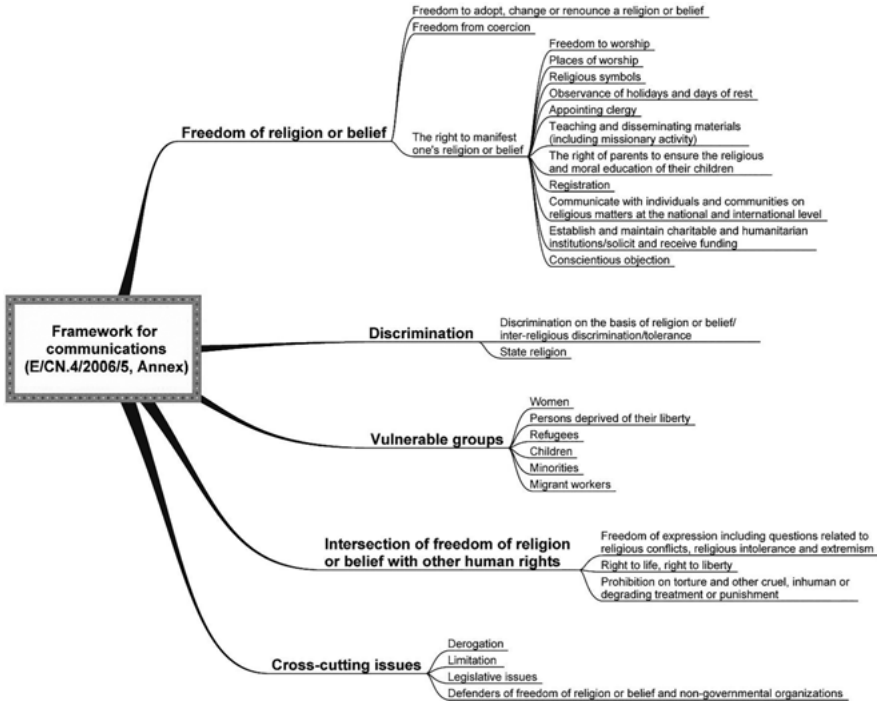 Freedom to adopt, change or renounce a religion or belief
Freedom from coercion
Freedom of religion or belief
The right to manifest
one's religion or belief
Freedom to worship
Places of worship
Religious symbols
Observance of holidays and days of rest
Appointing clergy
Teaching and disseminating materials
(including missionary activity)
The right of parents to ensure the religious
and moral education of their children
Registration
Communicate with individuals and communities on
religious matters at the national and international level
Establish and maintain charitable and humanitarian
institutions/solicit and receive funding
Conscientious objection
Framework for
communications
(E/CN.4/2006/5, Annex)
Discrimination
Discrimination on the basis of religion or belief/
inter-religious discrimination/tolerance
State religion
Vulnerable groups
Women
Persons deprived of their liberty
Refugees
Children
Minorities
Migrant workers
Intersection of freedom of religion
or belief with other human rights
Freedom of expression including questions related to
religious conflicts, religious intolerance and extremism
Right to life, right to liberty
Prohibition on torture and other cruel, inhuman or
degrading treatment or punishment
Cross-cutting issues
Derogation
Limitation
Legislative issues
Defenders of freedom of religion or belief and non-governmental organizations